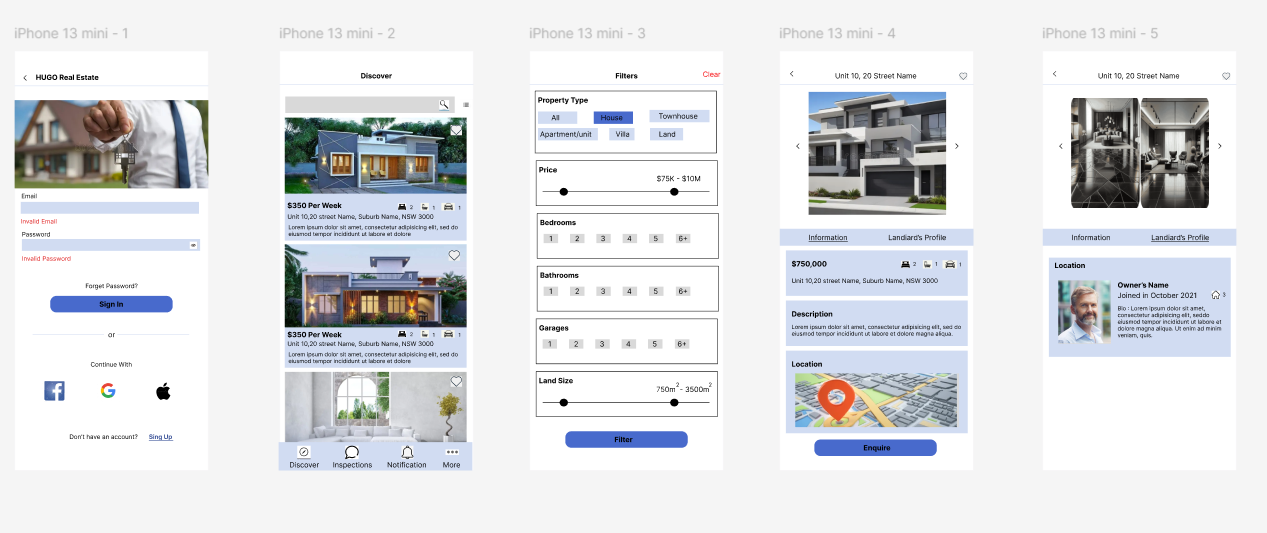 iPhone 13 mini - 1
HUGO Real Estate
Email
Invalid Email
Password
Invalid Password
Forget Password?
Sign In
or
Continue With
Don't have an account? Sing Up
iPhone 13 mini - 2
Discover
$350 Per Week 2 1 1
Unit 10,20 street Name, Suburb Name, NSW 3000
Lorem ipsum dolor sit amet, consectetur adipisicing elit, sed do
eiusmod tempor incididunt ut labore et dolore
$350 Per Week 2 1 1
Unit 10,20 street Name, Suburb Name, NSW 3000
Lorem ipsum dolor sit amet, consectetur adipisicing elit, sed do
eiusmod tempor incididunt ut labore et dolore
Discover Inspections Notification More
iPhone 13 mini - 3
Filters Clear
Property Type
All House Townhouse
Apartment/unit Villa Land
Price
$75K - $10M
Bedrooms
1 2 3 4 5 6+
Bathrooms
1 2 3 4 5 6+
Garages
1 2 3 4 5 6+
Land Size
750m² - 3500m²
Filter
iPhone 13 mini - 4
Unit 10, 20 Street Name
Information Landlard's Profile
$750,000 2 1 1
Unit 10,20 street Name, Suburb Name, NSW 3000
Description
Lorem ipsum dolor sit amet, consectetur adipisicing elit, sed do
eiusmod tempor incididunt ut labore et dolore magna aliqua.
Location
Enquire
iPhone 13 mini - 5
Unit 10, 20 Street Name
Information Landlard's Profile
Location
Owner's Name
Joined in October 2021 3
Bio : Lorem ipsum dolor sit amet,
consectetur adipisicing elit, seddo
eiusmod tempor incididunt ut labore et
dolore magna aliqua. Ut enim ad minim
veniam, quis.